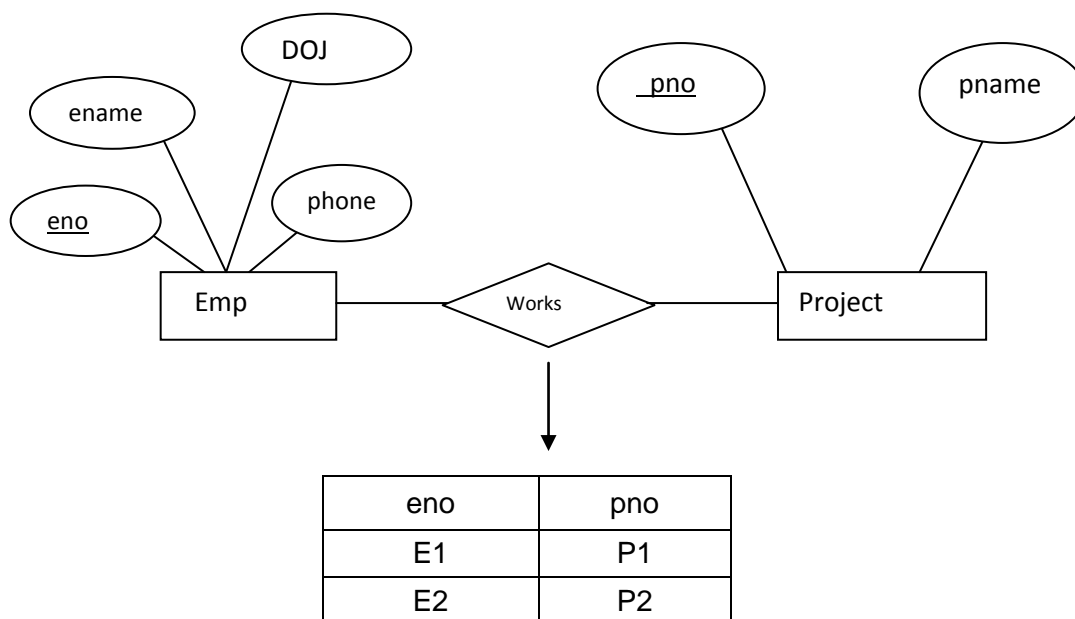 DOJ
ename
eno
phone
pno
pname
Emp
Works
Project
eno pno
E1 P1
E2 P2